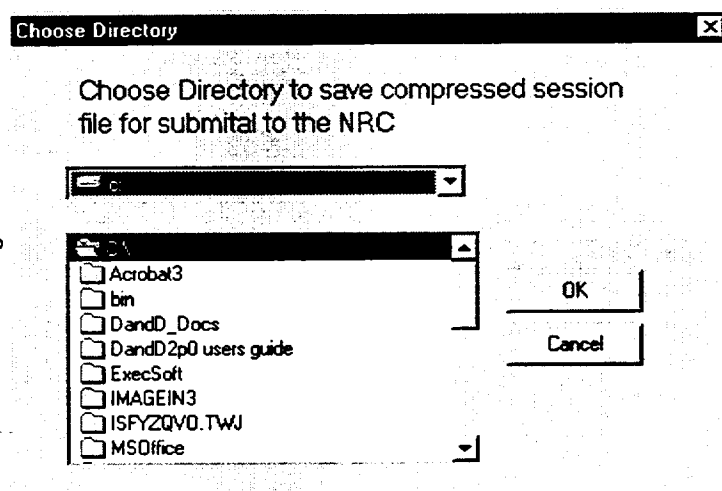 Choose Directory
Choose Directory to save compressed session
file for submital to the NRC
c:
C:\
Acrobat3
bin
DandD_Docs
DandD2p0 users guide
ExecSoft
IMAGEIN3
ISFYZQVO.TWJ
MSOffice
OK
Cancel